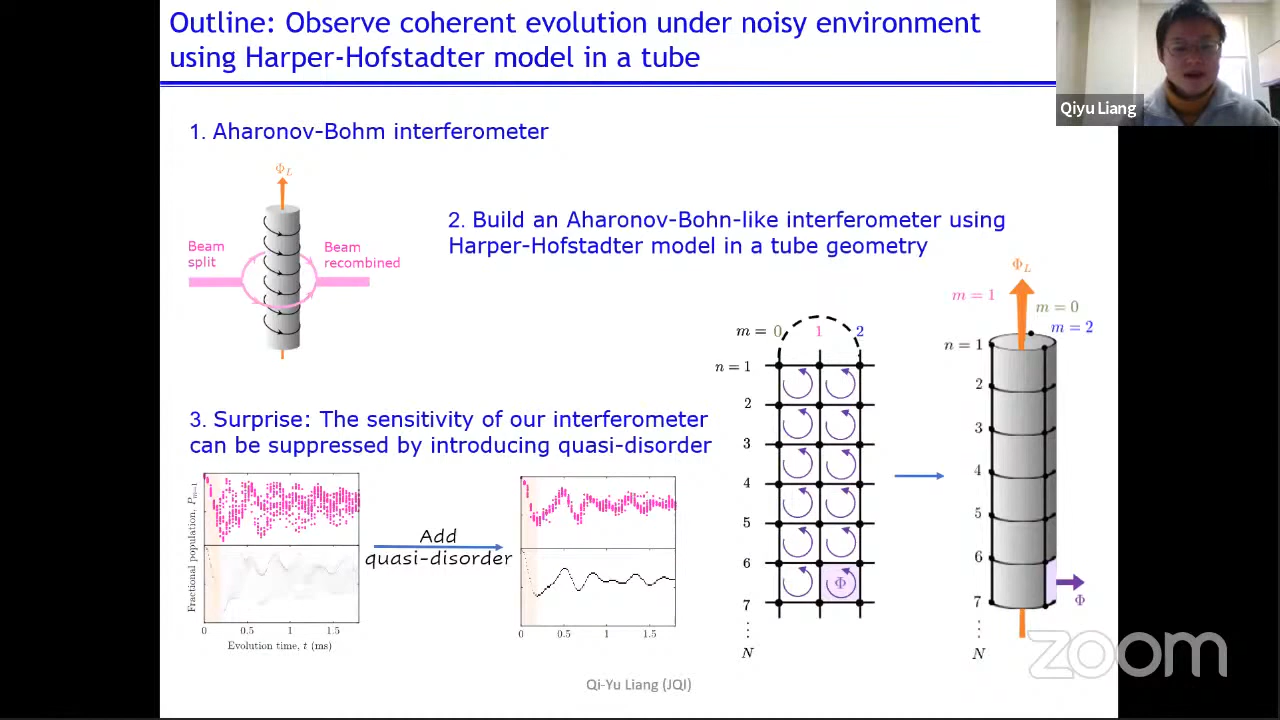 Outline: Observe coherent evolution under noisy environment
using Harper-Hofstadter model in a tube
Qiyu Liang
1. Aharonov-Bohm interferometer
Φ_L
Beam
split
Beam
recombined
2. Build an Aharonov-Bohn-like interferometer using
Harper-Hofstadter model in a tube geometry
m = 0 1 2
n = 1
2
3
4
5
6
7
⋮
N
Φ
Φ_L
m = 1
m = 0
m = 2
n = 1
2
3
4
5
6
7
⋮
N
Φ
3. Surprise: The sensitivity of our interferometer
can be suppressed by introducing quasi-disorder
Fractional population, P_{m=1}
0 0.5 1 1.5
Evolution time, t (ms)
Add
quasi-disorder
0 0.5 1 1.5
Qi-Yu Liang (JQI)
zoom